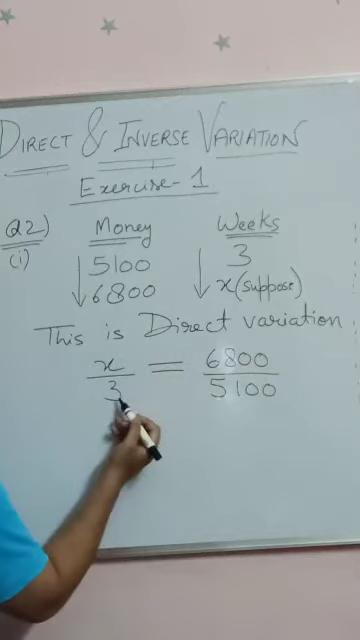 DIRECT & INVERSE VARIATION
Exercise-1
Q2) Money Weeks
(i) 5100 3
6800 x (suppose)
This is Direct variation
x/3 = 6800/5100